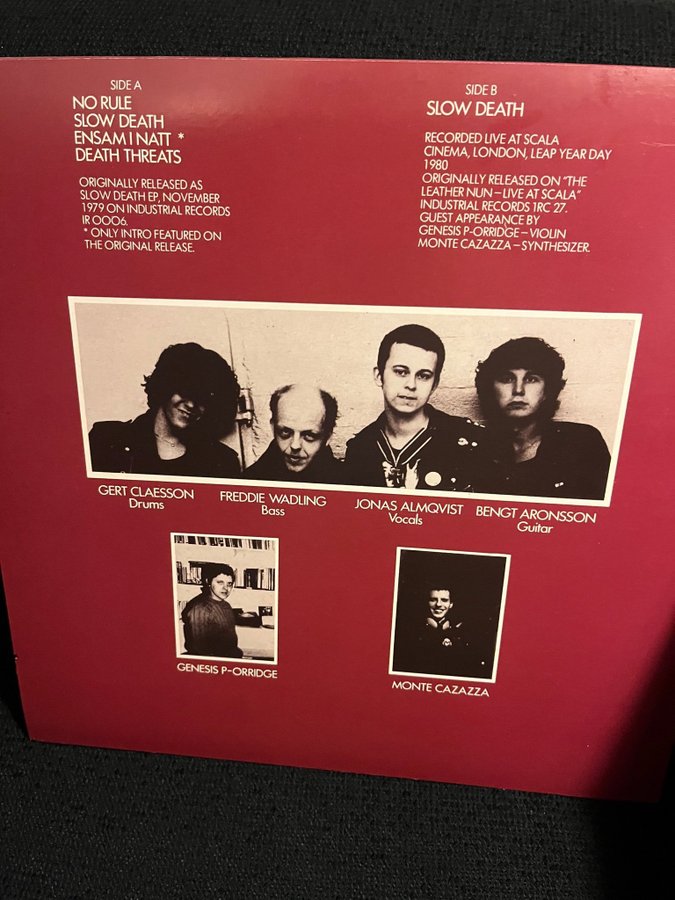 SIDE A
NO RULE
SLOW DEATH
ENSAM I NATT *
DEATH THREATS
ORIGINALLY RELEASED AS
SLOW DEATH EP, NOVEMBER
1979 ON INDUSTRIAL RECORDS
IR OOO6.
* ONLY INTRO FEATURED ON
THE ORIGINAL RELEASE.
SIDE B
SLOW DEATH
RECORDED LIVE AT SCALA
CINEMA, LONDON, LEAP YEAR DAY
1980
ORIGINALLY RELEASED ON "THE
LEATHER NUN – LIVE AT SCALA"
INDUSTRIAL RECORDS 1RC 27.
GUEST APPEARANCE BY
GENESIS P-ORRIDGE – VIOLIN
MONTE CAZAZZA – SYNTHESIZER.
GERT CLAESSON
Drums
FREDDIE WADLING
Bass
JONAS ALMQVIST
Vocals
BENGT ARONSSON
Guitar
GENESIS P-ORRIDGE
MONTE CAZAZZA